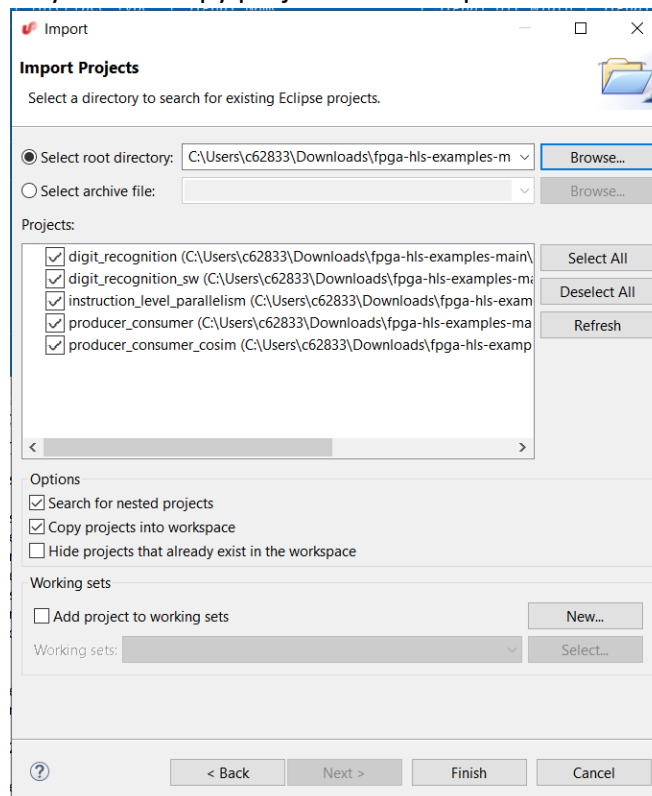 Import
Import Projects
Select a directory to search for existing Eclipse projects.
Select root directory: C:\Users\c62833\Downloads\fpga-hls-examples-m Browse...
Select archive file: Browse...
Projects:
digit_recognition (C:\Users\c62833\Downloads\fpga-hls-examples-main\ Select All
digit_recognition_sw (C:\Users\c62833\Downloads\fpga-hls-examples-ma
Deselect All
instruction_level_parallelism (C:\Users\c62833\Downloads\fpga-hls-exam
producer_consumer (C:\Users\c62833\Downloads\fpga-hls-examples-ma Refresh
producer_consumer_cosim (C:\Users\c62833\Downloads\fpga-hls-examp
Options
Search for nested projects
Copy projects into workspace
Hide projects that already exist in the workspace
Working sets
Add project to working sets New...
Working sets: Select...
< Back Next > Finish Cancel